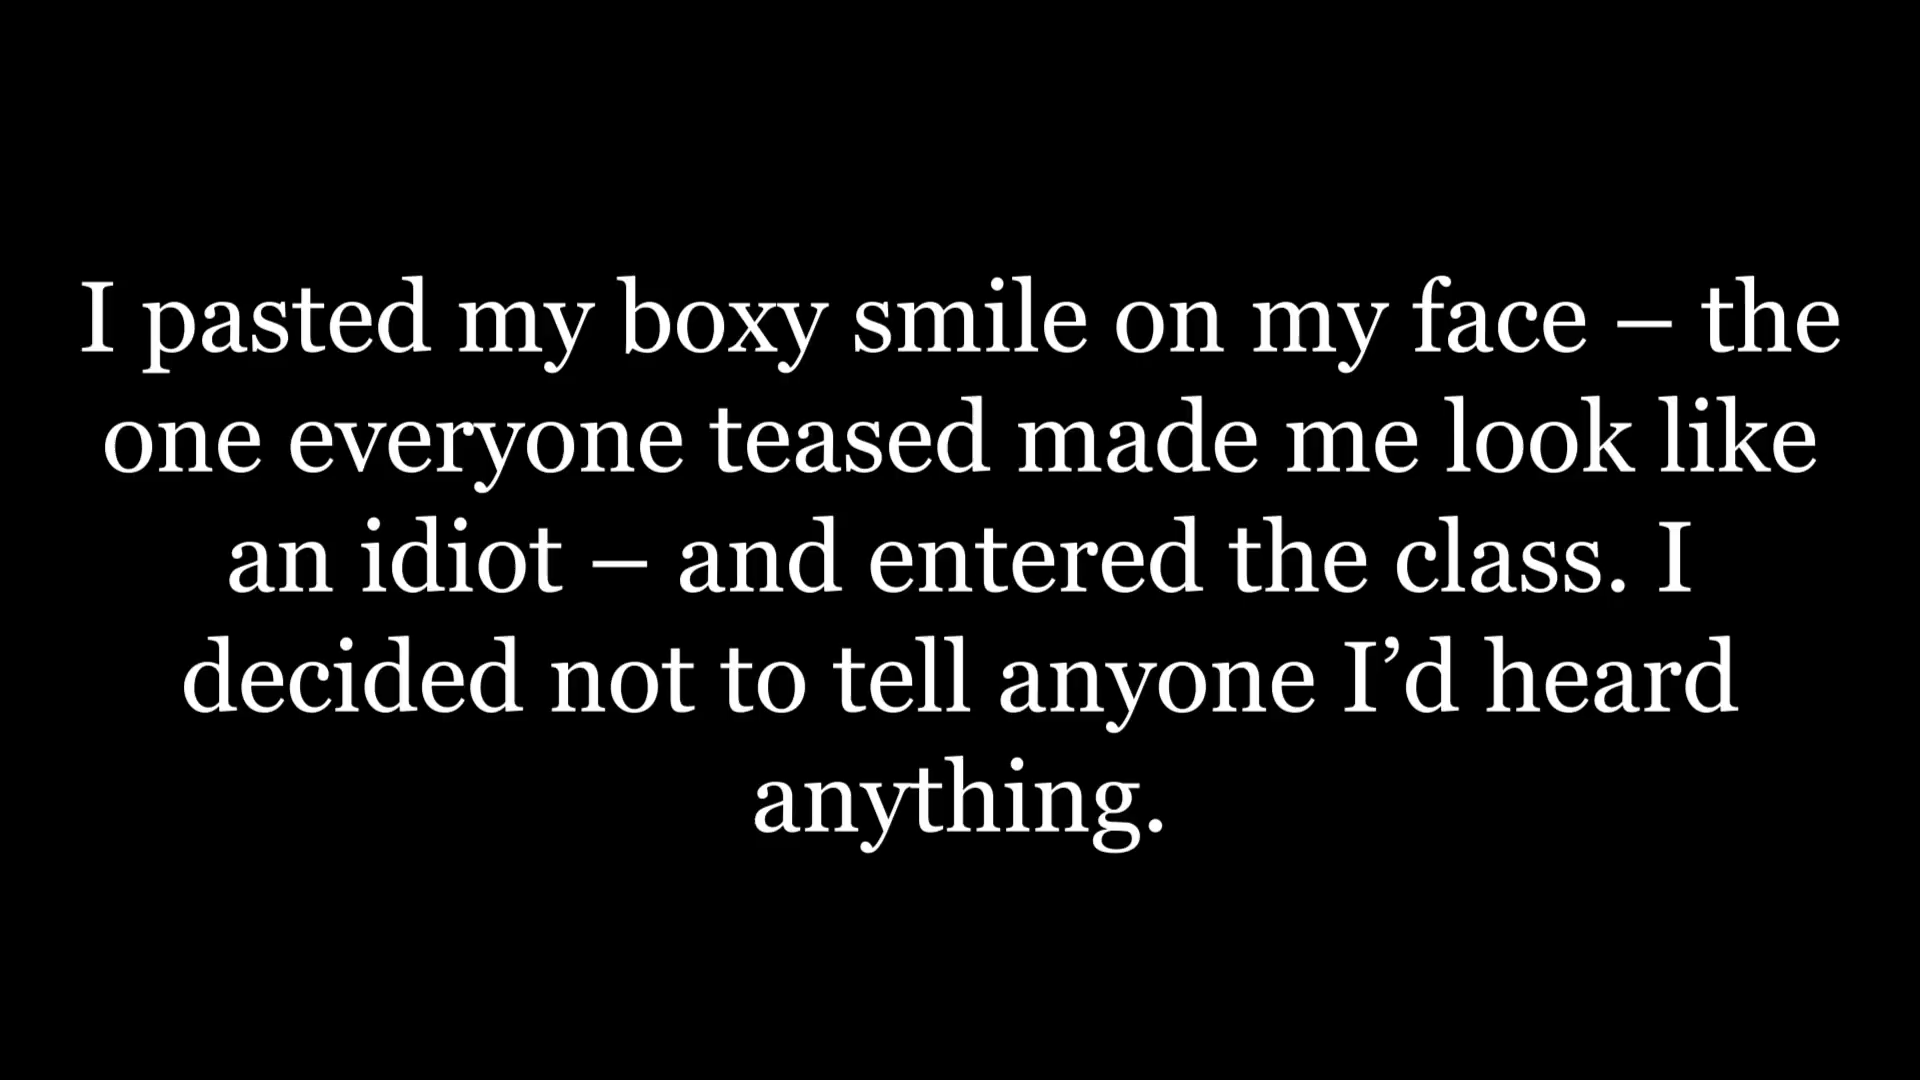 I pasted my boxy smile on my face – the
one everyone teased made me look like
an idiot – and entered the class. I
decided not to tell anyone I’d heard
anything.